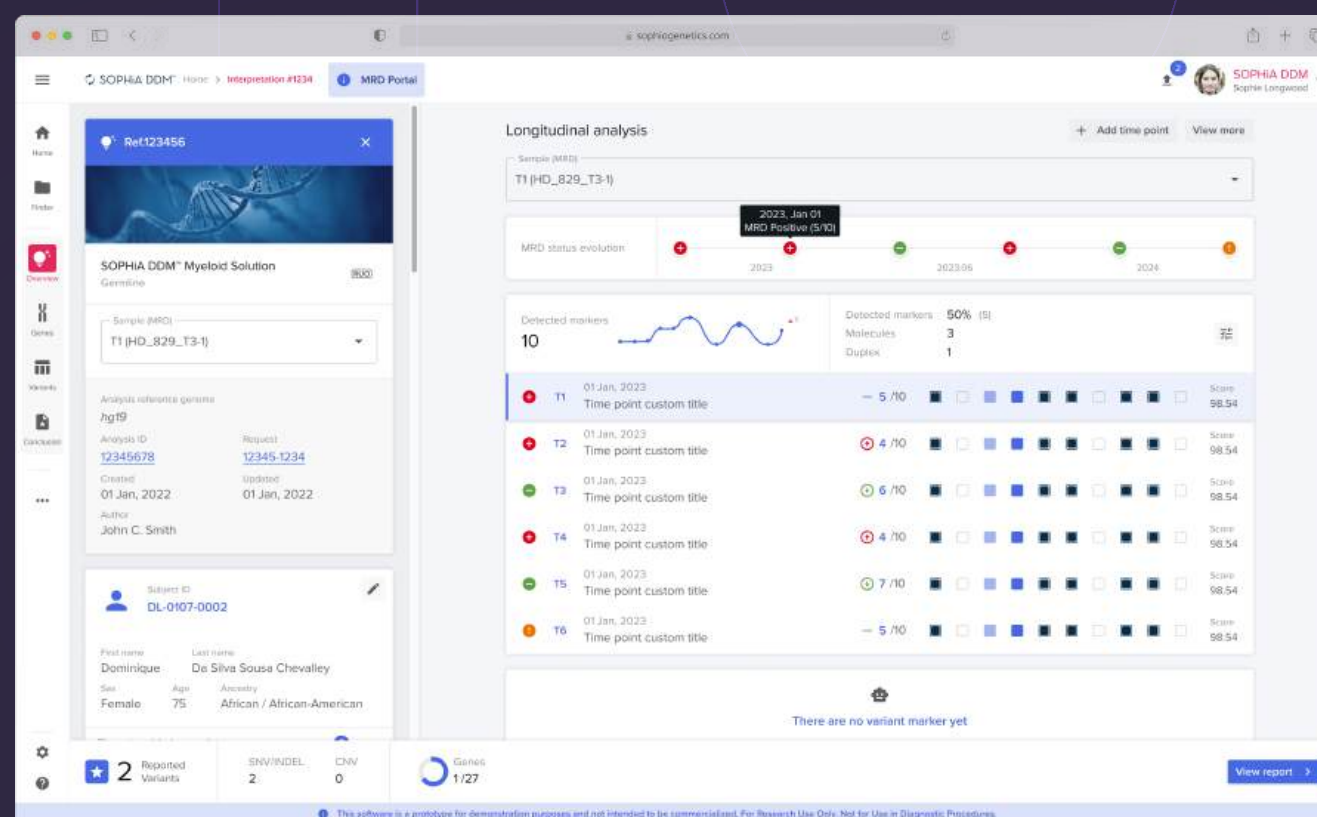 sophiagenetics.com
SOPHiA DDM™ Home > Interpretation #1234
MRD Portal
2
SOPHiA DDM
Sophie Longwood
Home
Finder
Overview
Genes
Variants
Conclusion
Ref.123456
SOPHiA DDM™ Myeloid Solution
RUO
Germline
Sample (MRD)
T1 (HD_829_T3-1)
Analysis reference genome
hg19
Analysis ID Request
12345678 12345-1234
Created Updated
01 Jan, 2022 01 Jan, 2022
Author
John C. Smith
Subject ID
DL-0107-0002
First name Last name
Dominique Da Silva Sousa Chevalley
Sex Age Ancestry
Female 75 African / African-American
Longitudinal analysis
+ Add time point
View more
Sample (MRD)
T1 (HD_829_T3-1)
2023, Jan 01
MRD Positive (5/10)
MRD status evolution
2023 2023.06 2024
Detected markers
10
1
Detected markers 50% (5)
Molecules 3
Duplex 1
01 Jan, 2023
T1 Time point custom title
5 /10
Score
98.54
01 Jan, 2023
T2 Time point custom title
4 /10
Score
98.54
01 Jan, 2023
T3 Time point custom title
6 /10
Score
98.54
01 Jan, 2023
T4 Time point custom title
4 /10
Score
98.54
01 Jan, 2023
T5 Time point custom title
7 /10
Score
98.54
01 Jan, 2023
T6 Time point custom title
5 /10
Score
98.54
There are no variant marker yet
2 Reported Variants
SNV/INDEL CNV
2 0
Genes
1/27
View report
This software is a prototype for demonstration purposes and not intended to be commercialized. For Research Use Only. Not for Use in Diagnostic Procedures.